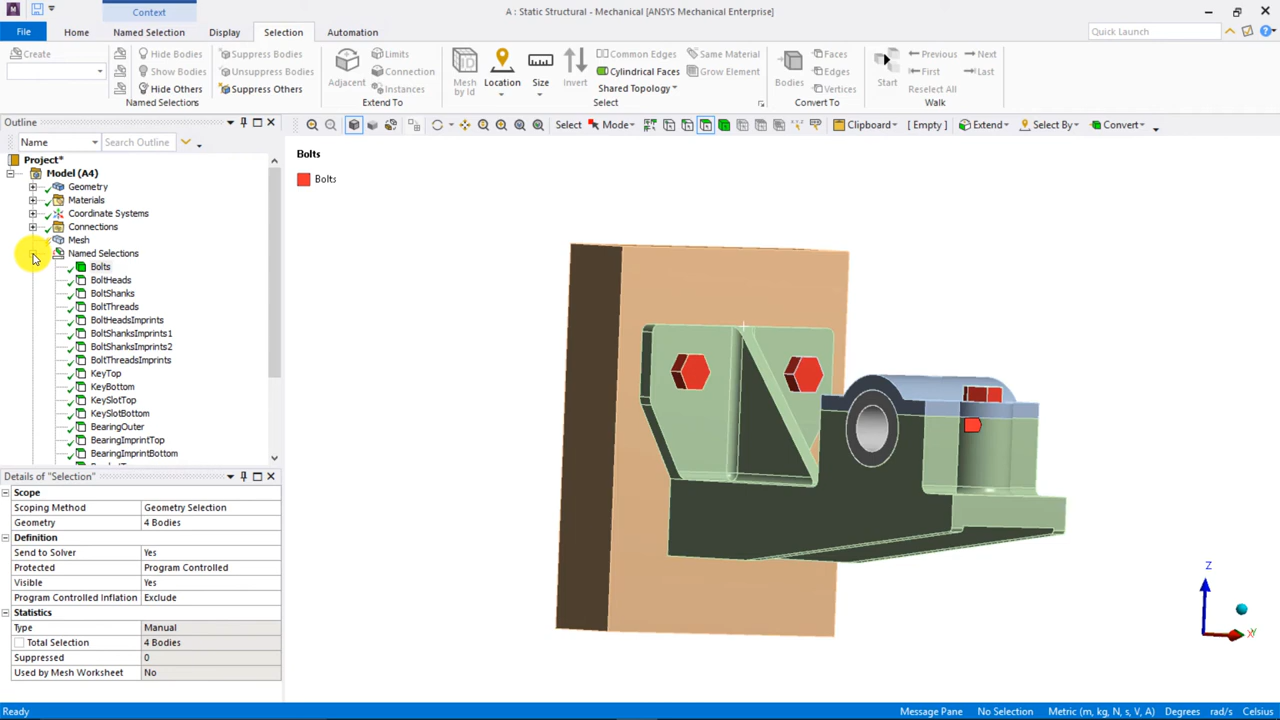 Context
A : Static Structural - Mechanical [ANSYS Mechanical Enterprise]
File
Home
Named Selection
Display
Selection
Automation
Quick Launch
Create
Hide Bodies
Show Bodies
Hide Others
Named Selections
Suppress Bodies
Unsuppress Bodies
Suppress Others
Adjacent
Limits
Connection
Instances
Extend To
Mesh by ID
Location
Size
Invert
Common Edges
Cylindrical Faces
Shared Topology
Same Material
Grow Element
Select
Bodies
Faces
Edges
Vertices
Convert To
Start
Previous
Next
First
Last
Reselect All
Walk
Outline
Select
Mode
Clipboard
[ Empty ]
Extend
Select By
Convert
Name
Search Outline
Project*
Model (A4)
Geometry
Materials
Coordinate Systems
Connections
Mesh
Named Selections
Bolts
BoltHeads
BoltShanks
BoltThreads
BoltHeadsImprints
BoltShanksImprints1
BoltShanksImprints2
BoltThreadsImprints
KeyTop
KeyBottom
KeySlotTop
KeySlotBottom
BearingOuter
BearingImprintTop
BearingImprintBottom
Bolts
Bolts
Details of "Selection"
Scope
Scoping Method Geometry Selection
Geometry 4 Bodies
Definition
Send to Solver Yes
Protected Program Controlled
Visible Yes
Program Controlled Inflation Exclude
Statistics
Type Manual
Total Selection 4 Bodies
Suppressed 0
Used by Mesh Worksheet No
Z
X
Ready
Message Pane
No Selection
Metric (m, kg, N, s, V, A)
Degrees
rad/s
Celsius